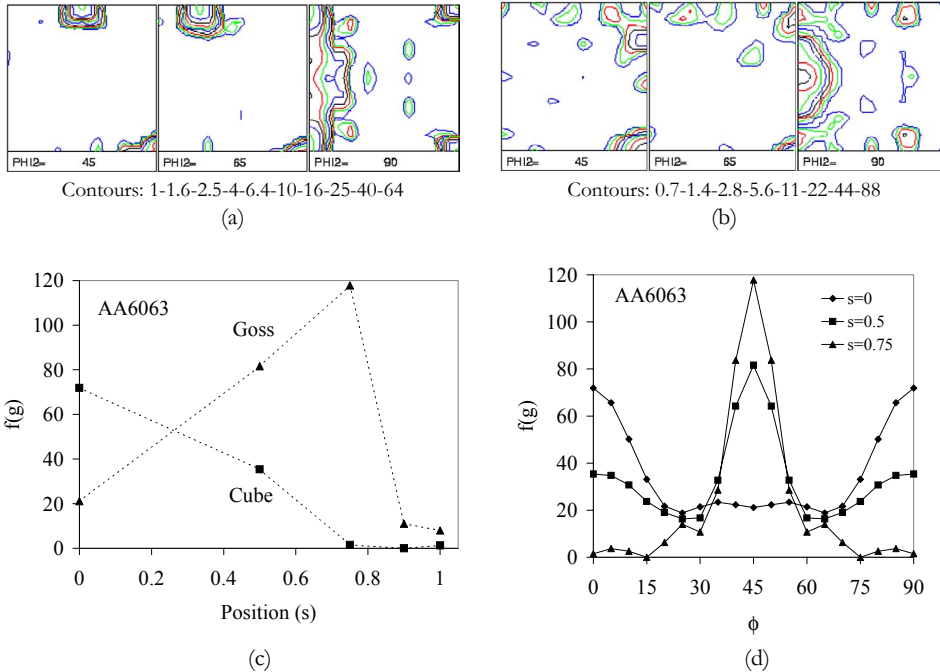 PHI2= 45 PHI2= 65 PHI2= 90
Contours: 1-1.6-2.5-4-6.4-10-16-25-40-64
(a)
PHI2= 45 PHI2= 65 PHI2= 90
Contours: 0.7-1.4-2.8-5.6-11-22-44-88
(b)
120
100
80
60
40
20
0
f(g)
AA6063
Goss
Cube
0 0.2 0.4 0.6 0.8 1
Position (s)
(c)
120
100
80
60
40
20
0
f(g)
AA6063
s=0
s=0.5
s=0.75
0 15 30 45 60 75 90
ϕ
(d)